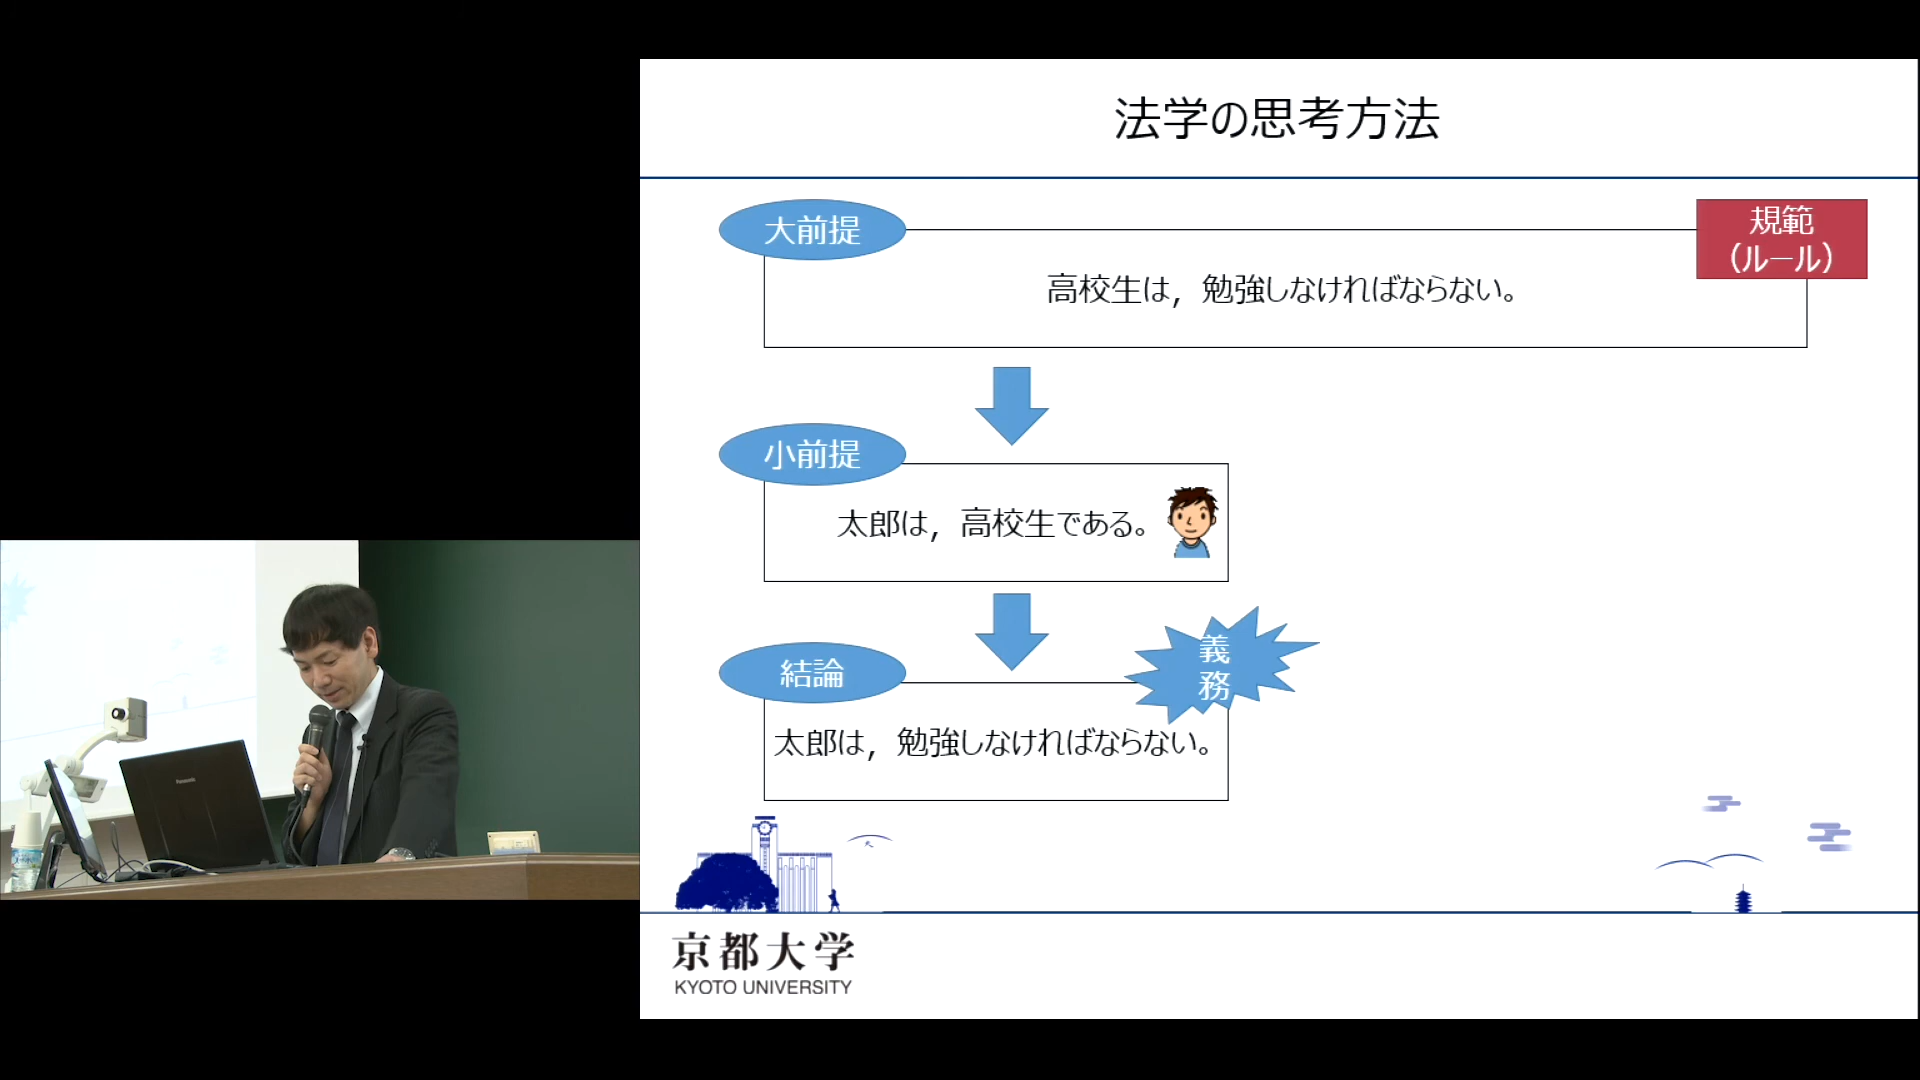 法学の思考方法
大前提
規範
（ルール）
高校生は，勉強しなければならない。
小前提
太郎は，高校生である。
結論
義
務
太郎は，勉強しなければならない。
京都大学
KYOTO UNIVERSITY
Panasonic